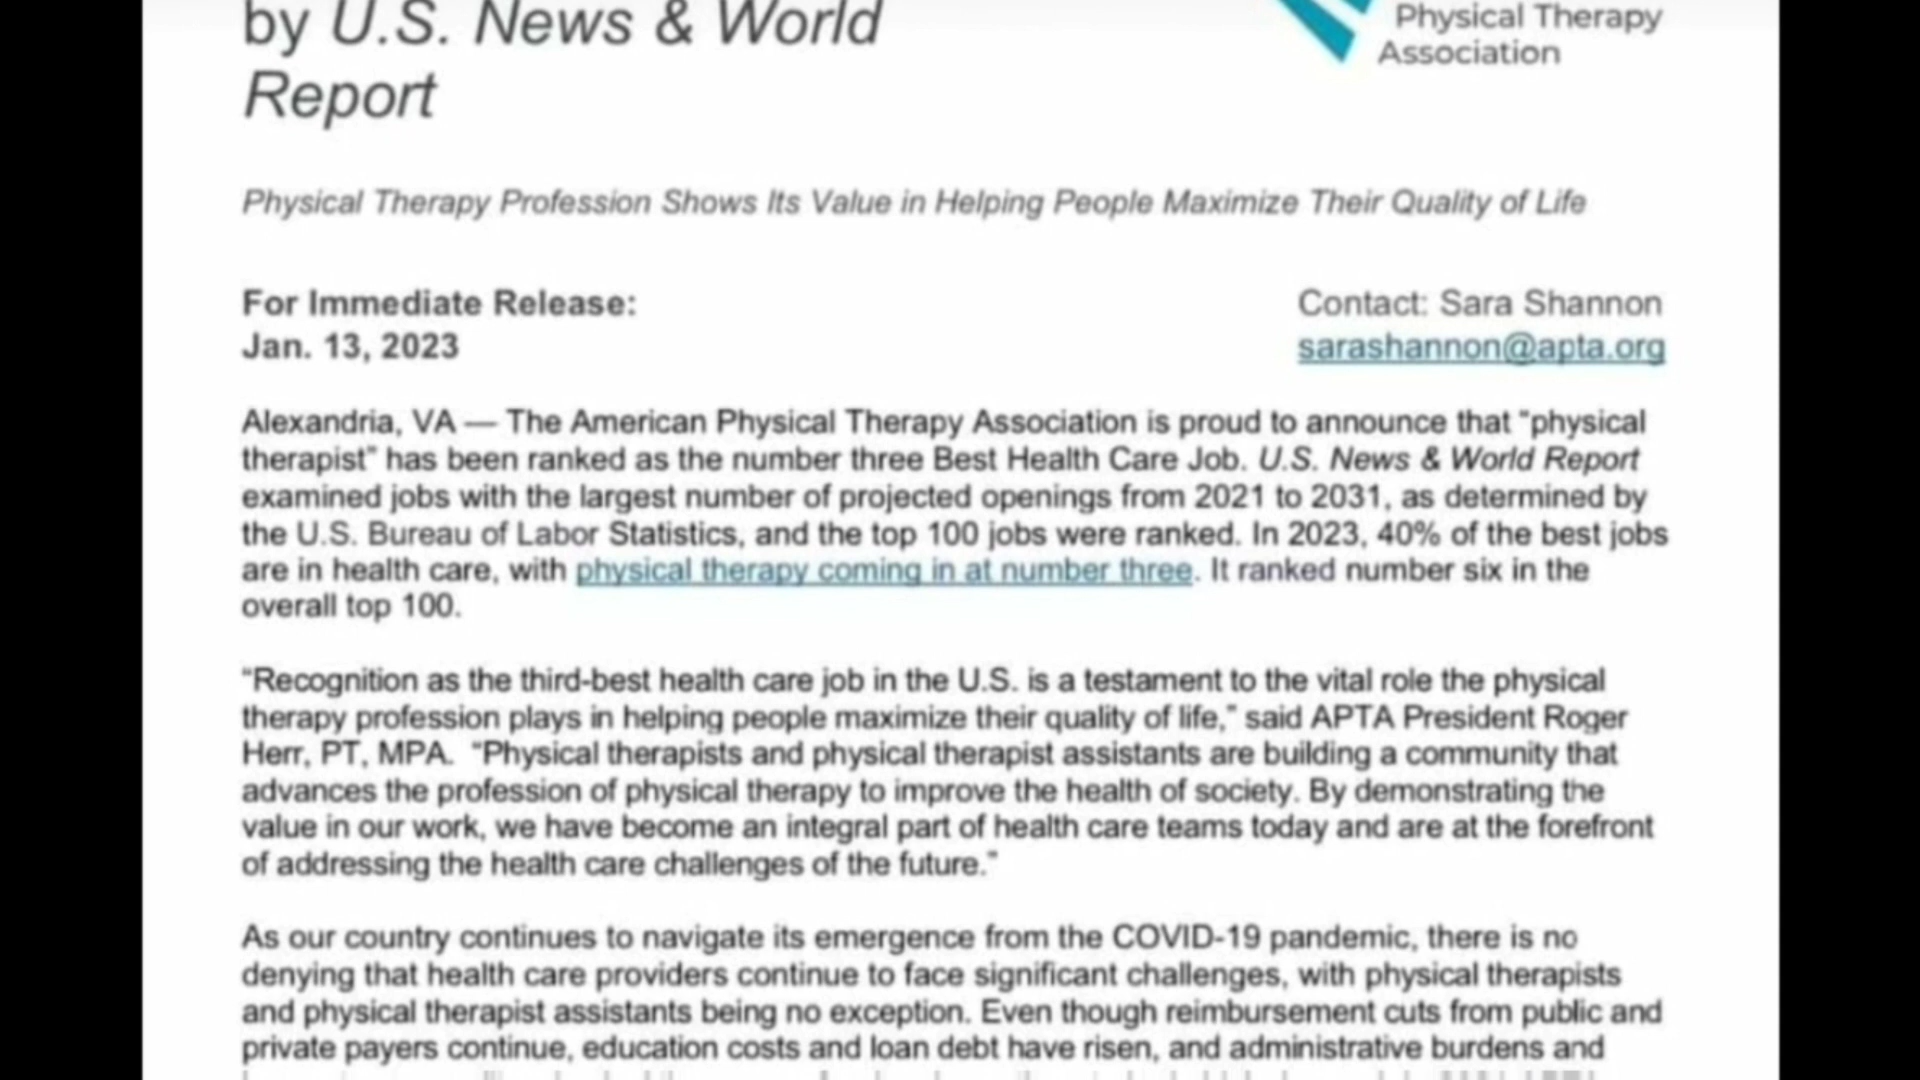 by U.S. News & World
Report
Physical Therapy
Association
Physical Therapy Profession Shows Its Value in Helping People Maximize Their Quality of Life
For Immediate Release:
Jan. 13, 2023
Contact: Sara Shannon
sarashannon@apta.org
Alexandria, VA — The American Physical Therapy Association is proud to announce that “physical
therapist” has been ranked as the number three Best Health Care Job. U.S. News & World Report
examined jobs with the largest number of projected openings from 2021 to 2031, as determined by
the U.S. Bureau of Labor Statistics, and the top 100 jobs were ranked. In 2023, 40% of the best jobs
are in health care, with physical therapy coming in at number three. It ranked number six in the
overall top 100.
“Recognition as the third-best health care job in the U.S. is a testament to the vital role the physical
therapy profession plays in helping people maximize their quality of life,” said APTA President Roger
Herr, PT, MPA. “Physical therapists and physical therapist assistants are building a community that
advances the profession of physical therapy to improve the health of society. By demonstrating the
value in our work, we have become an integral part of health care teams today and are at the forefront
of addressing the health care challenges of the future.”
As our country continues to navigate its emergence from the COVID-19 pandemic, there is no
denying that health care providers continue to face significant challenges, with physical therapists
and physical therapist assistants being no exception. Even though reimbursement cuts from public and
private payers continue, education costs and loan debt have risen, and administrative burdens and